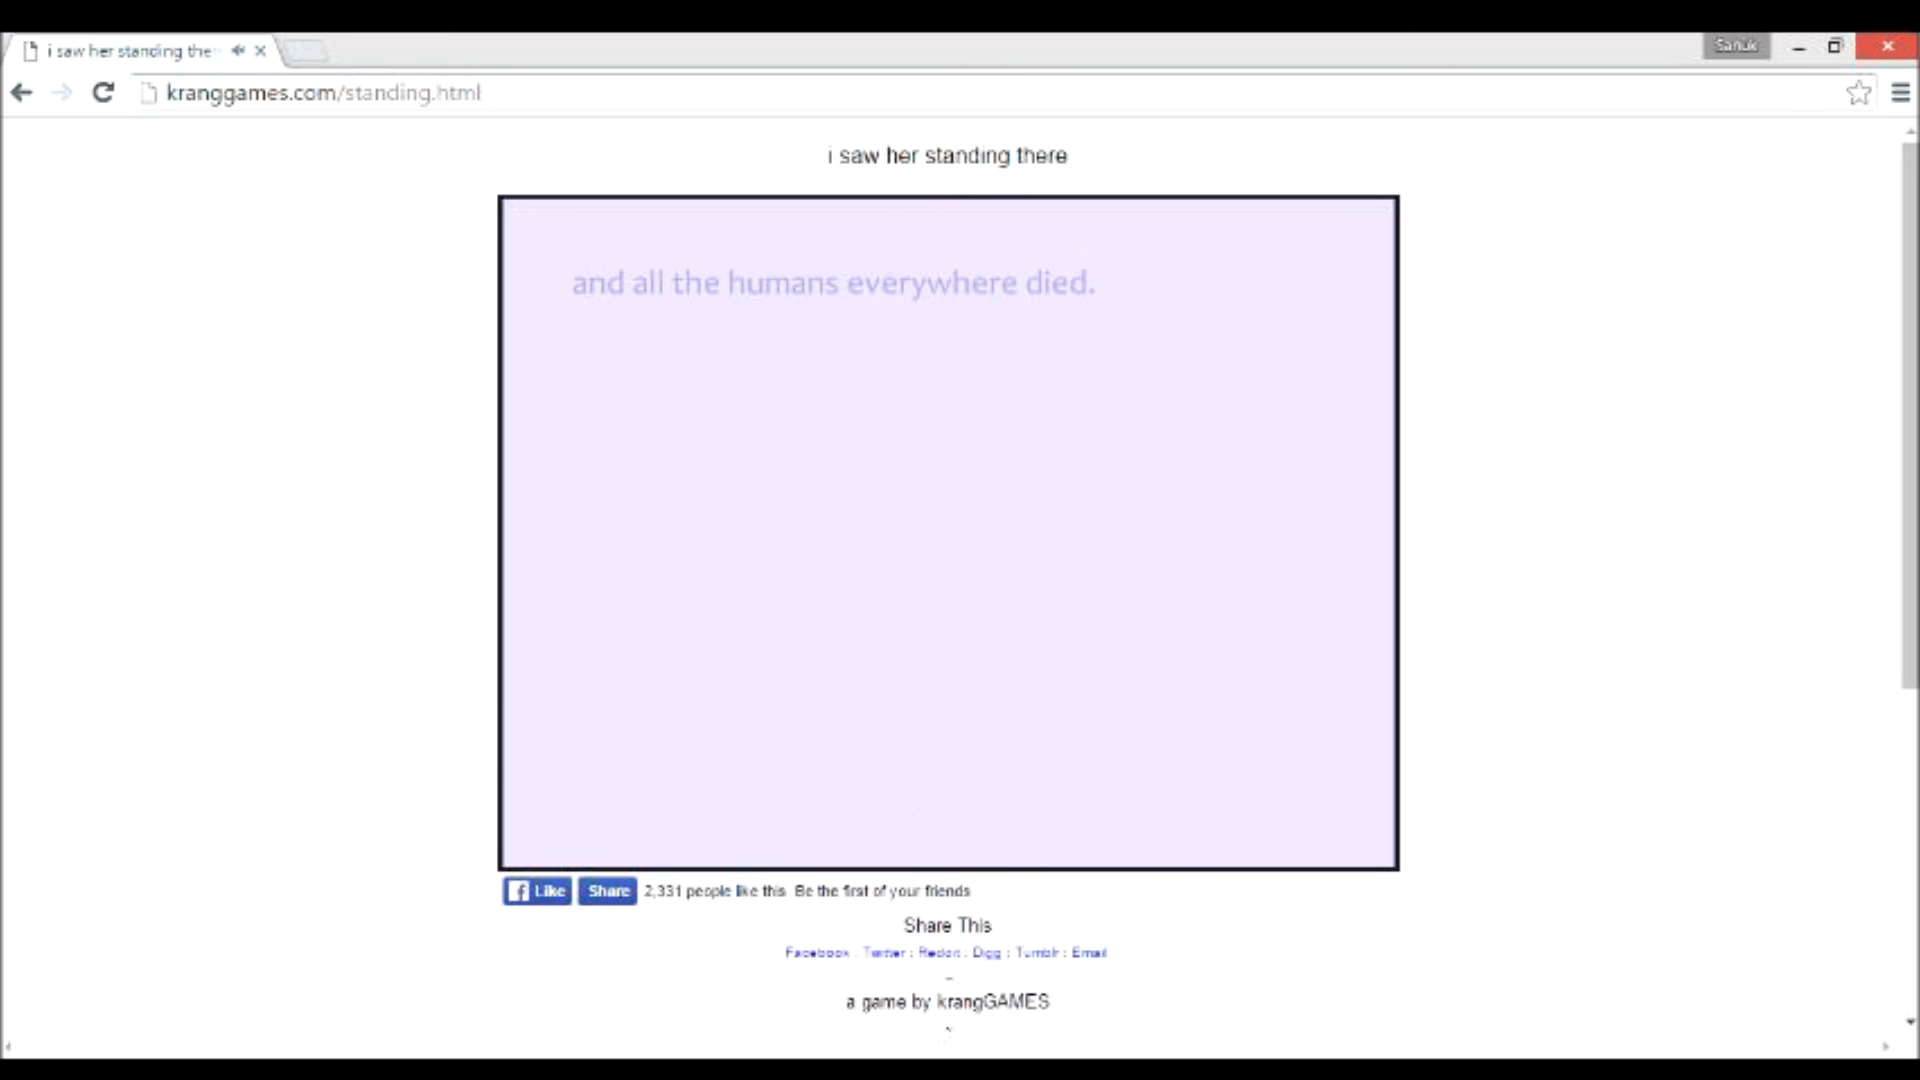 i saw her standing the
Sanuk
kranggames.com/standing.html
i saw her standing there
and all the humans everywhere died.
Like Share 2,331 people like this. Be the first of your friends
Share This
Facebook : Twitter : Reddit : Digg : Tumblr : Email
a game by krangGAMES